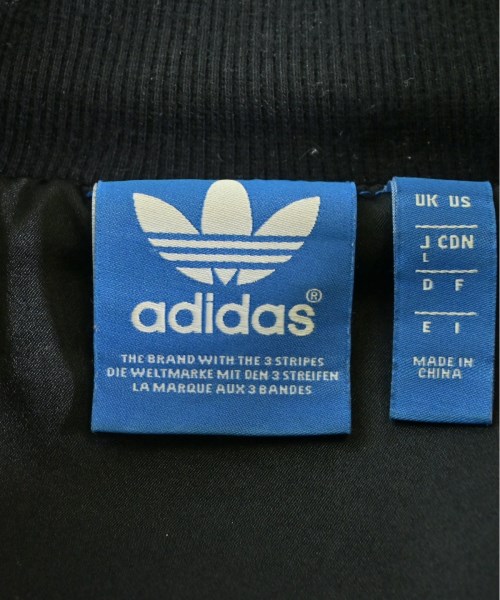 adidas®
THE BRAND WITH THE 3 STRIPES
DIE WELTMARKE MIT DEN 3 STREIFEN
LA MARQUE AUX 3 BANDES
UK US
J CDN
L
D F
E I
MADE IN
CHINA